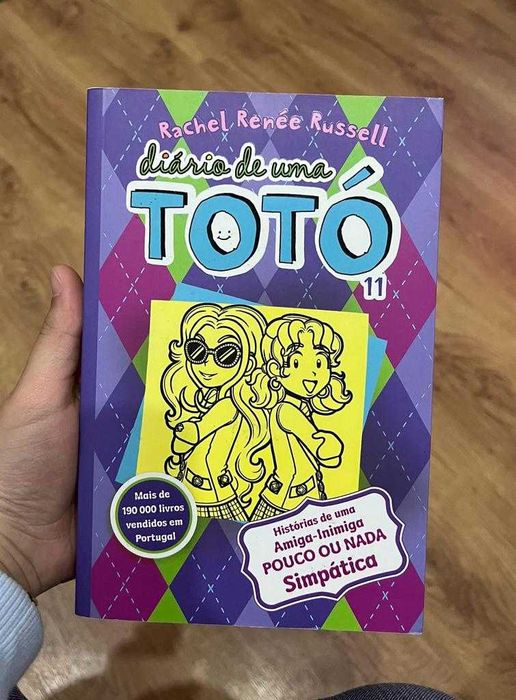 Rachel Renée Russell
diário de uma
TOTÓ
11
Mais de
190 000 livros
vendidos em
Portugal
Histórias de uma
Amiga-Inimiga
POUCO OU NADA
Simpática